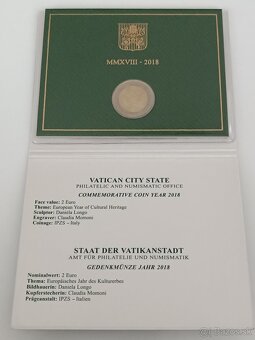 MMXVIII - 2018
VATICAN CITY STATE
PHILATELIC AND NUMISMATIC OFFICE
COMMEMORATIVE COIN YEAR 2018
Face value: 2 Euro
Theme: European Year of Cultural Heritage
Sculptor: Daniela Longo
Engraver: Claudia Momoni
Coinage: IPZS - Italy
STAAT DER VATIKANSTADT
AMT FÜR PHILATELIE UND NUMISMATIK
GEDENKMÜNZE JAHR 2018
Nominalwert: 2 Euro
Thema: Europäisches Jahr des Kulturerbes
Bildhauerin: Daniela Longo
Kupferstecherin: Claudia Momoni
Prägeanstalt: IPZS - Italien